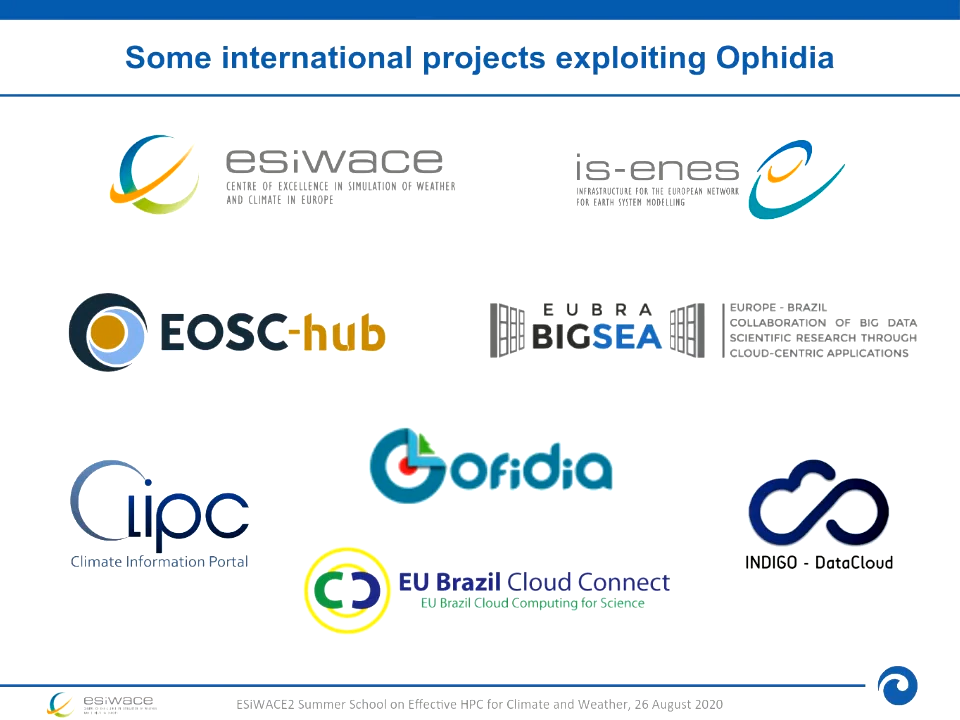 Some international projects exploiting Ophidia
esiwace
CENTRE OF EXCELLENCE IN SIMULATION OF WEATHER
AND CLIMATE IN EUROPE
is-enes
INFRASTRUCTURE FOR THE EUROPEAN NETWORK
FOR EARTH SYSTEM MODELLING
EOSC-hub
EUBRA
BIGSEA
EUROPE - BRAZIL
COLLABORATION OF BIG DATA
SCIENTIFIC RESEARCH THROUGH
CLOUD-CENTRIC APPLICATIONS
ofidia
Clipc
Climate Information Portal
INDIGO - DataCloud
EU Brazil Cloud Connect
EU Brazil Cloud Computing for Science
esiwace
ESiWACE2 Summer School on Effective HPC for Climate and Weather, 26 August 2020